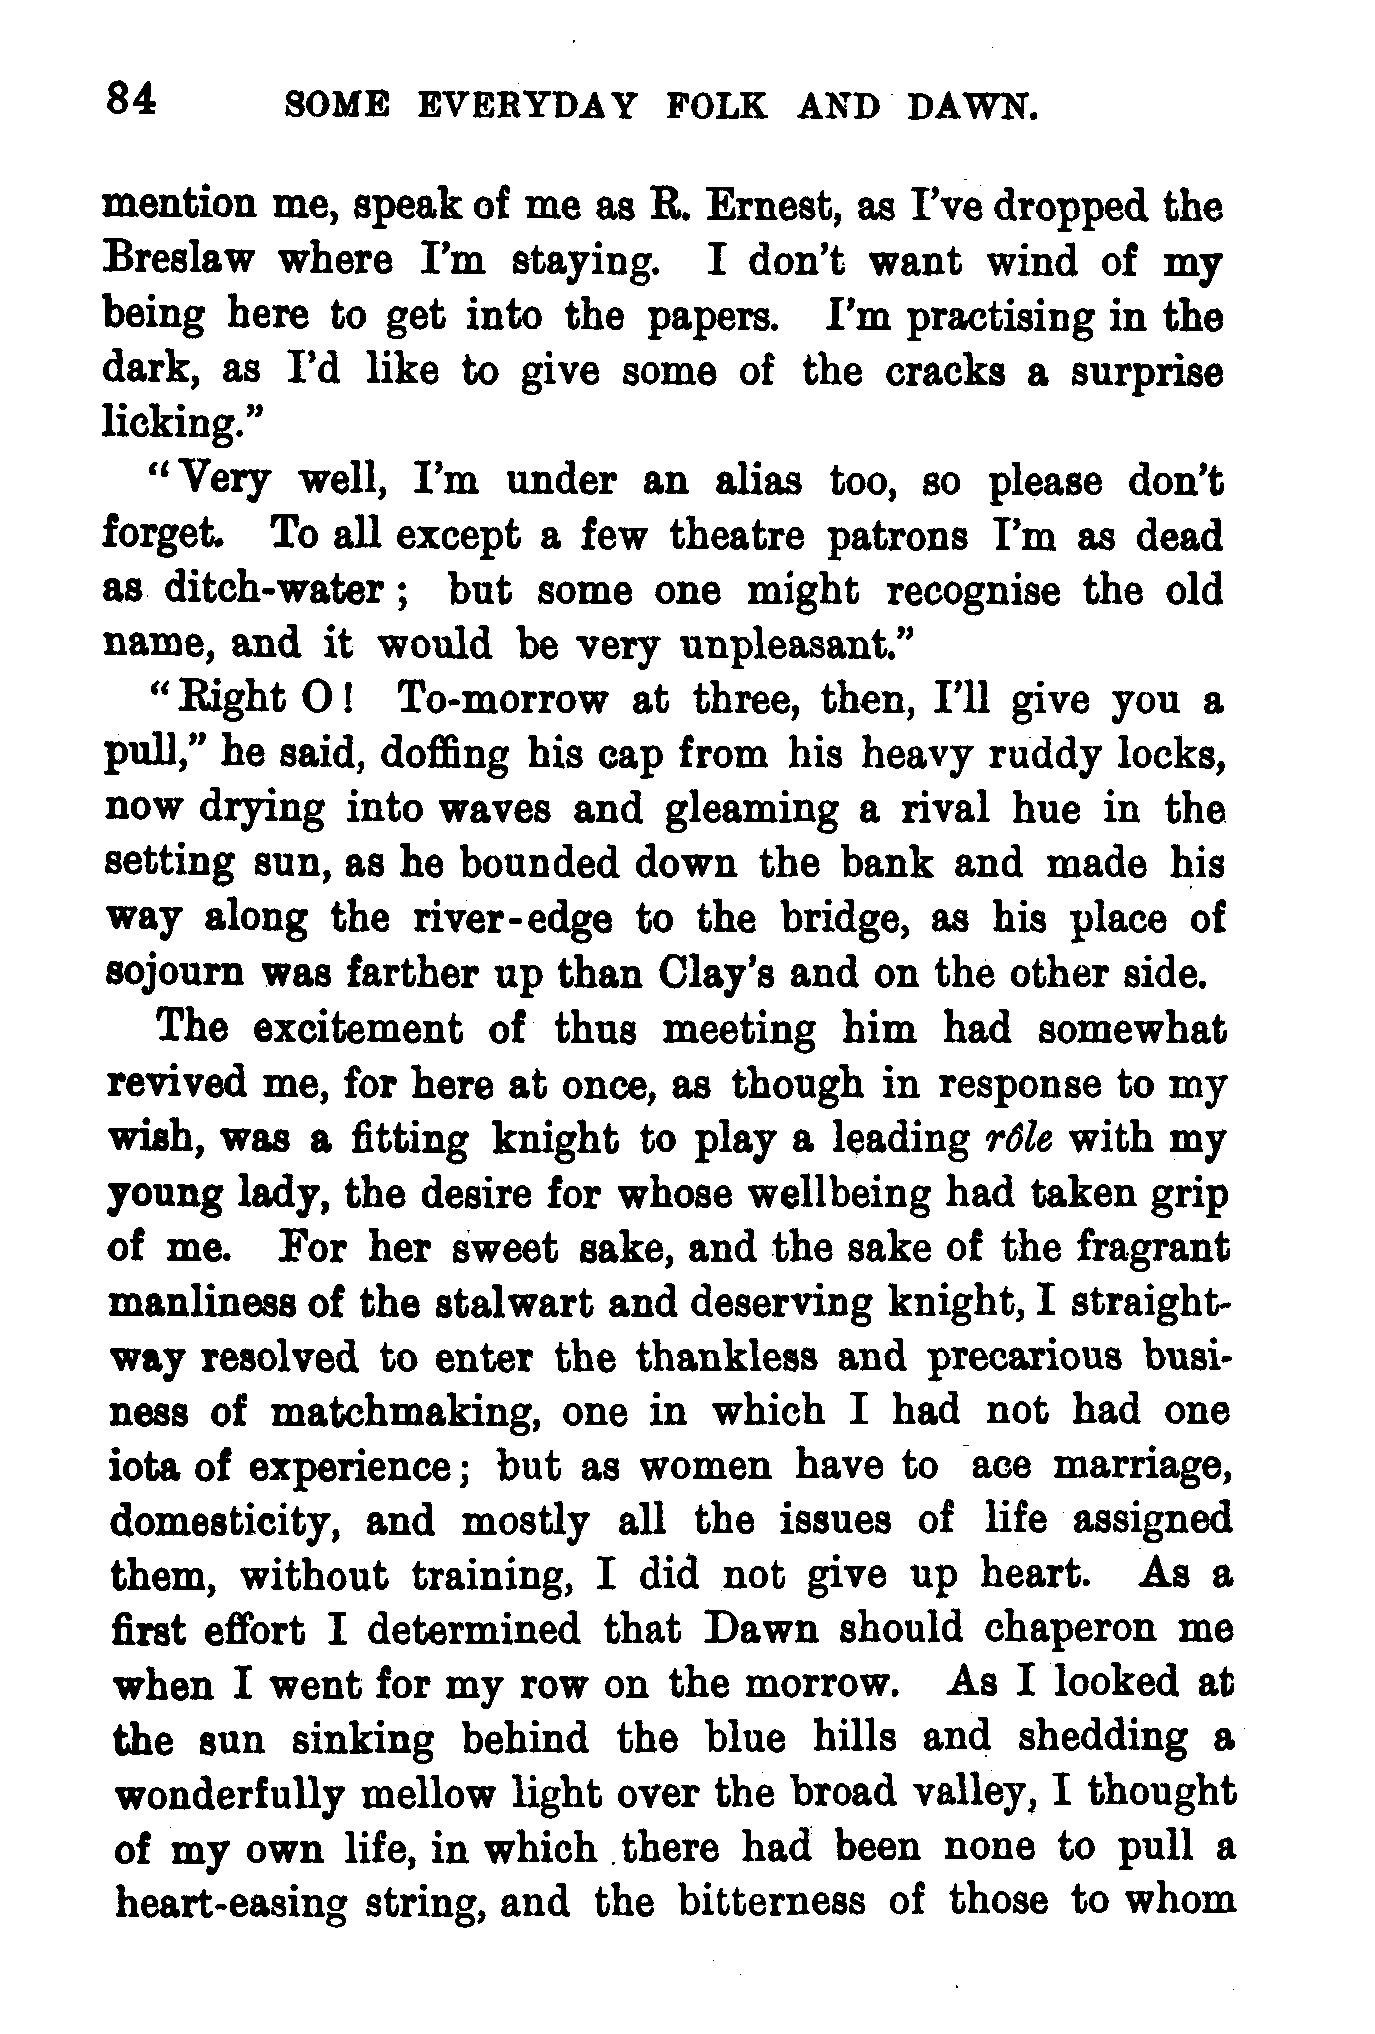 84 SOME EVERYDAY FOLK AND DAWN.
mention me, speak of me as R. Ernest, as I've dropped the
Breslaw where I'm staying. I don't want wind of my
being here to get into the papers. I'm practising in the
dark, as I'd like to give some of the cracks a surprise
licking."
"Very well, I'm under an alias too, so please don't
forget. To all except a few theatre patrons I'm as dead
as ditch-water; but some one might recognise the old
name, and it would be very unpleasant."
"Right O! To-morrow at three, then, I'll give you a
pull," he said, doffing his cap from his heavy ruddy locks,
now drying into waves and gleaming a rival hue in the
setting sun, as he bounded down the bank and made his
way along the river-edge to the bridge, as his place of
sojourn was farther up than Clay's and on the other side.
The excitement of thus meeting him had somewhat
revived me, for here at once, as though in response to my
wish, was a fitting knight to play a leading rôle with my
young lady, the desire for whose wellbeing had taken grip
of me. For her sweet sake, and the sake of the fragrant
manliness of the stalwart and deserving knight, I straight-
way resolved to enter the thankless and precarious busi-
ness of matchmaking, one in which I had not had one
iota of experience; but as women have to ace marriage,
domesticity, and mostly all the issues of life assigned
them, without training, I did not give up heart. As a
first effort I determined that Dawn should chaperon me
when I went for my row on the morrow. As I looked at
the sun sinking behind the blue hills and shedding a
wonderfully mellow light over the broad valley, I thought
of my own life, in which there had been none to pull a
heart-easing string, and the bitterness of those to whom